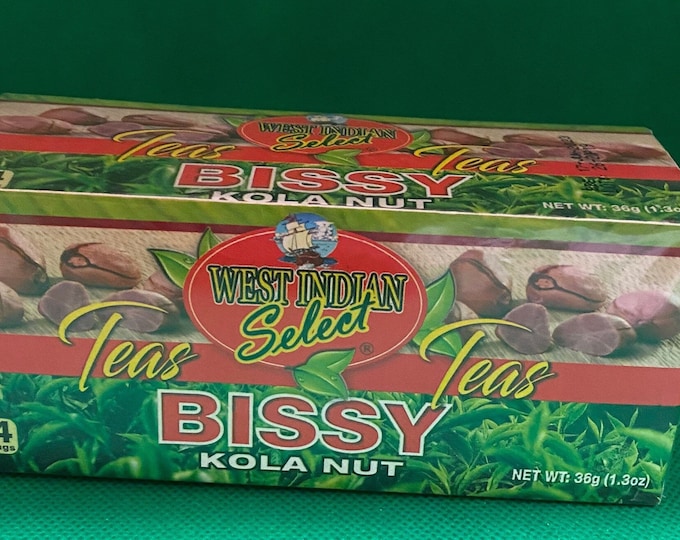 WEST INDIAN
Select
Teas Teas
BISSY
KOLA NUT
NET WT: 36g (1.3o
WEST INDIAN
Select
®
Teas Teas
BISSY
KOLA NUT
NET WT: 36g (1.3oz)